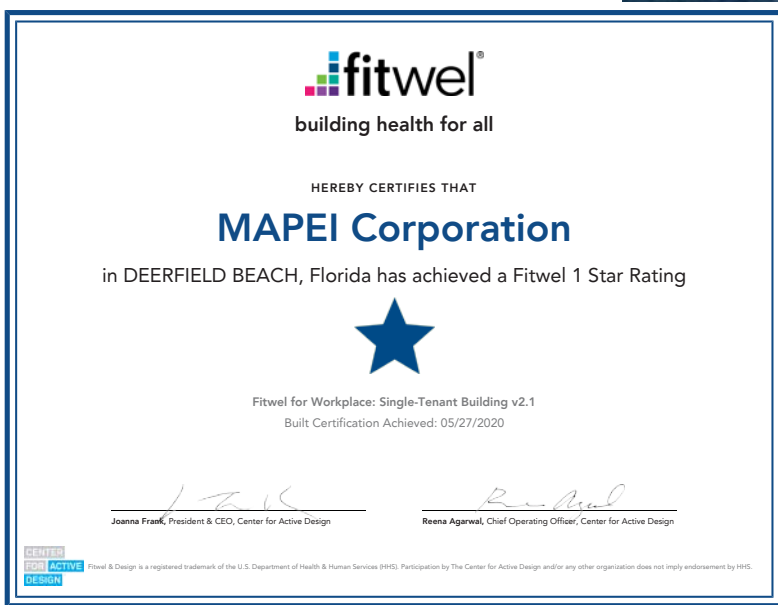 fitwel®
building health for all
HEREBY CERTIFIES THAT
MAPEI Corporation
in DEERFIELD BEACH, Florida has achieved a Fitwel 1 Star Rating
Fitwel for Workplace: Single-Tenant Building v2.1
Built Certification Achieved: 05/27/2020
Joanna Frank, President & CEO, Center for Active Design
Reena Agarwal, Chief Operating Officer, Center for Active Design
CENTER
FOR ACTIVE
DESIGN
Fitwel & Design is a registered trademark of the U.S. Department of Health & Human Services (HHS). Participation by The Center for Active Design and/or any other organization does not imply endorsement by HHS.